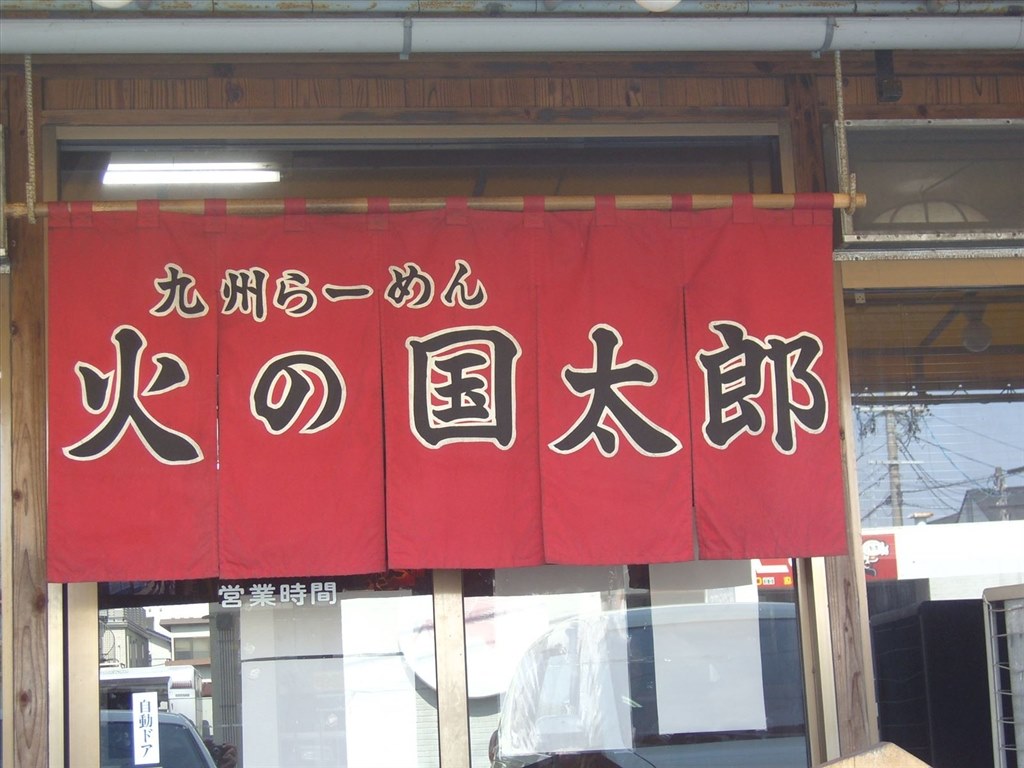 九州らーめん
火の国太郎
営業時間
自動ドア